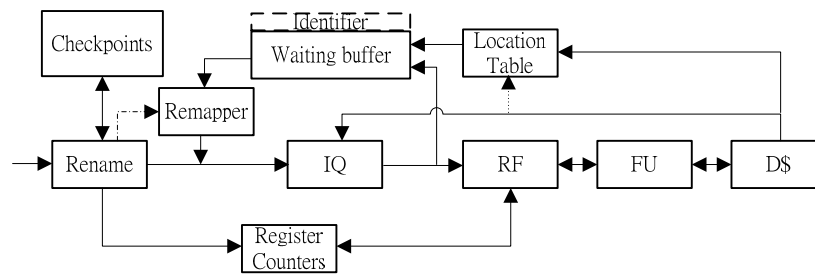 Identifier
Checkpoints
Waiting buffer
Location
Table
Remapper
Rename
IQ
RF
FU
D$
Register
Counters